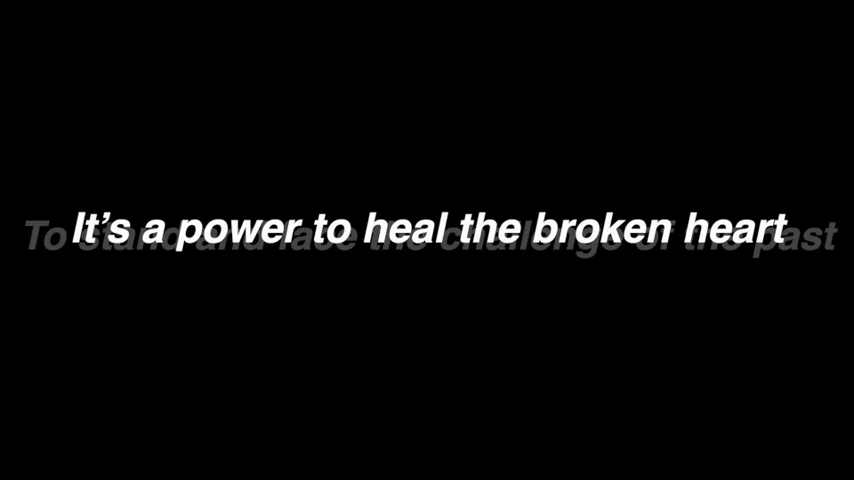 It's a power to heal the broken heart
To stand and face the challenge of the past